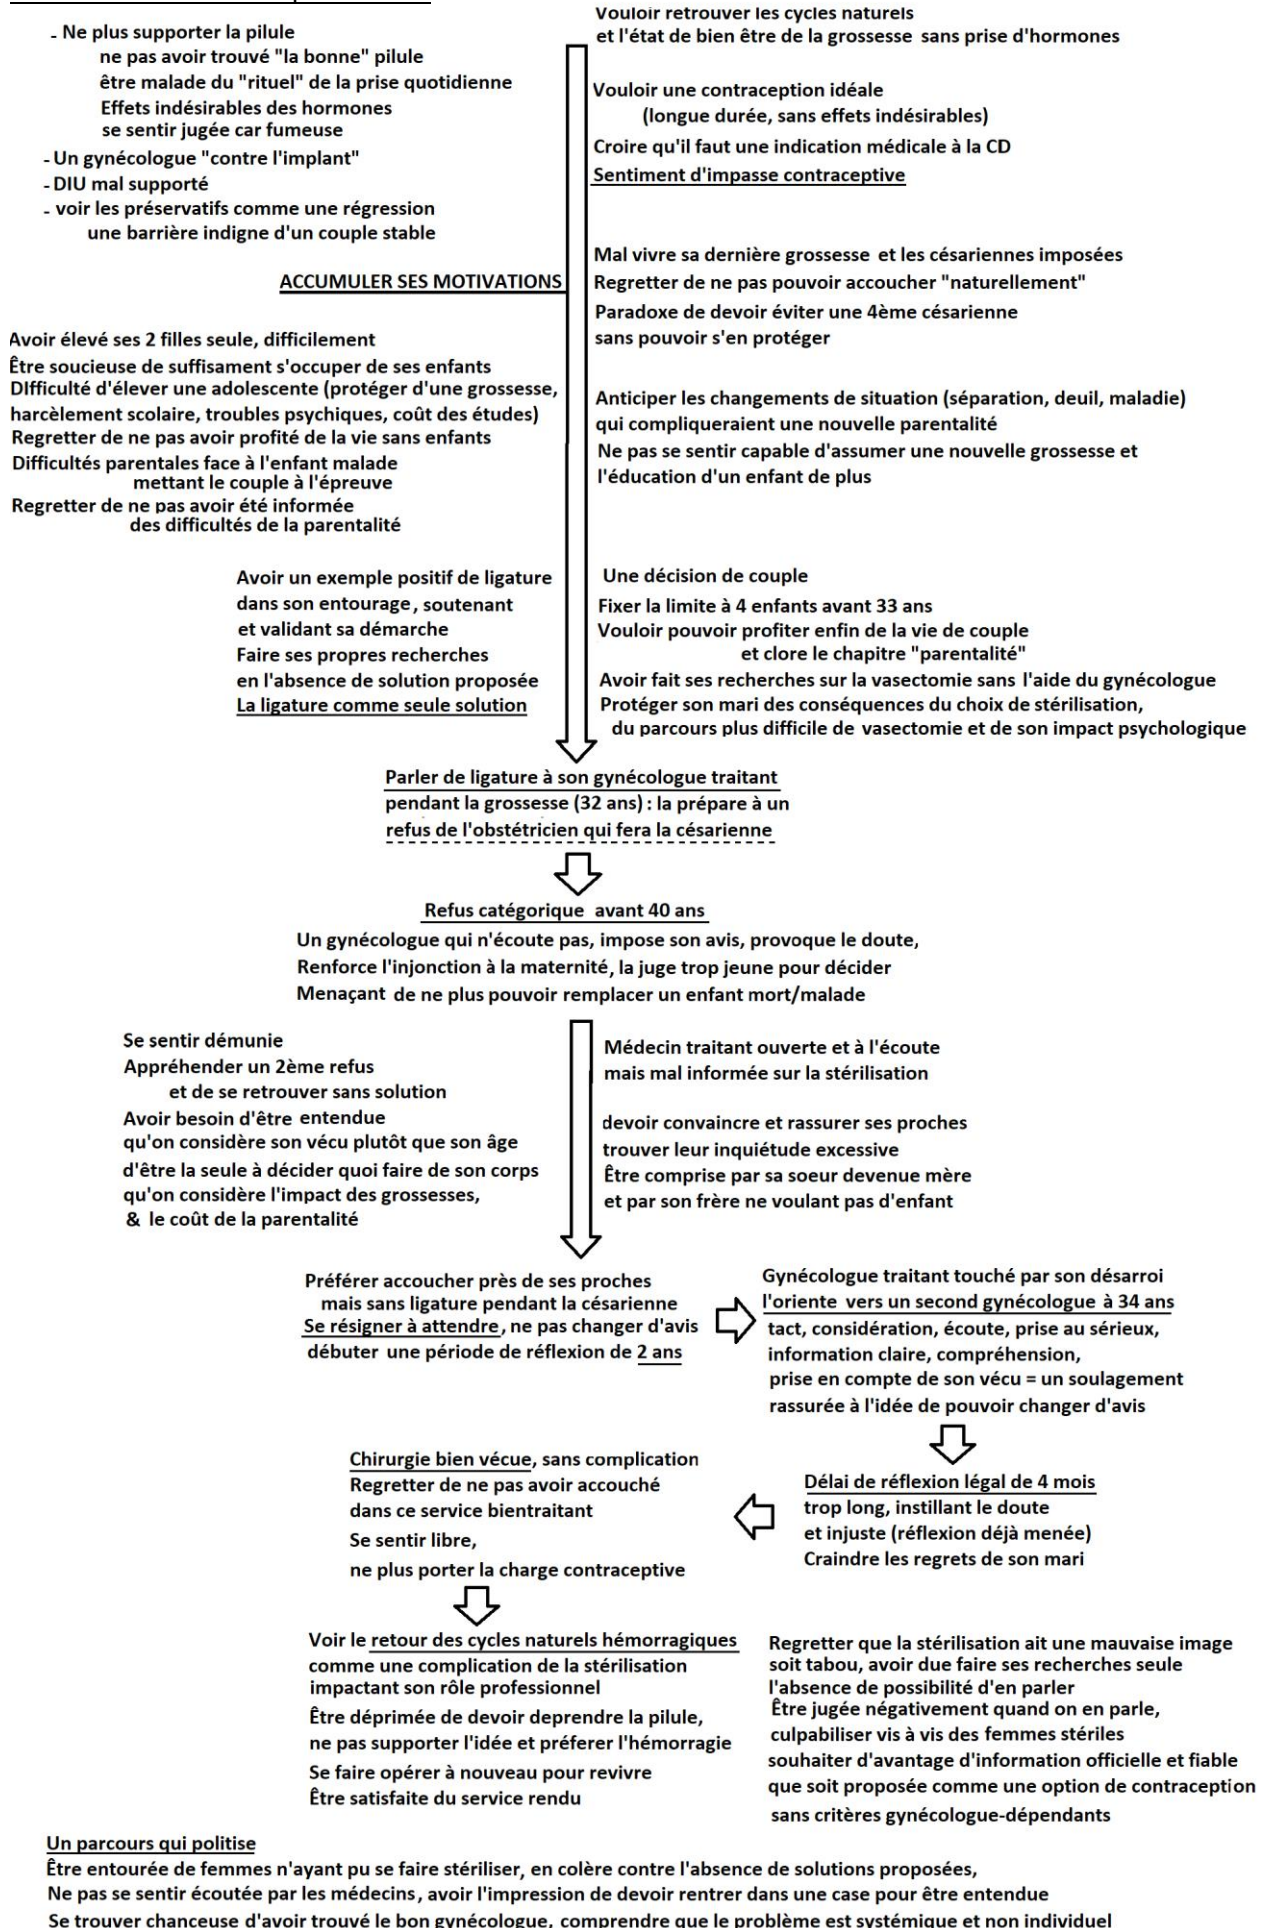 - Ne plus supporter la pilule
ne pas avoir trouvé "la bonne" pilule
être malade du "rituel" de la prise quotidienne
Effets indésirables des hormones
se sentir jugée car fumeuse
- Un gynécologue "contre l'implant"
- DIU mal supporté
- voir les préservatifs comme une régression
une barrière indigne d'un couple stable
Vouloir retrouver les cycles naturels
et l'état de bien être de la grossesse sans prise d'hormones
Vouloir une contraception idéale
(longue durée, sans effets indésirables)
Croire qu'il faut une indication médicale à la CD
Sentiment d'impasse contraceptive
Mal vivre sa dernière grossesse et les césariennes imposées
Regretter de ne pas pouvoir accoucher "naturellement"
Paradoxe de devoir éviter une 4ème césarienne
sans pouvoir s'en protéger
ACCUMULER SES MOTIVATIONS
Avoir élevé ses 2 filles seule, difficilement
Être soucieuse de suffisament s'occuper de ses enfants
DIfficulté d'élever une adolescente (protéger d'une grossesse,
harcèlement scolaire, troubles psychiques, coût des études)
Regretter de ne pas avoir profité de la vie sans enfants
Difficultés parentales face à l'enfant malade
mettant le couple à l'épreuve
Regretter de ne pas avoir été informée
des difficultés de la parentalité
Anticiper les changements de situation (séparation, deuil, maladie)
qui compliqueraient une nouvelle parentalité
Ne pas se sentir capable d'assumer une nouvelle grossesse et
l'éducation d'un enfant de plus
Avoir un exemple positif de ligature
dans son entourage, soutenant
et validant sa démarche
Faire ses propres recherches
en l'absence de solution proposée
La ligature comme seule solution
Une décision de couple
Fixer la limite à 4 enfants avant 33 ans
Vouloir pouvoir profiter enfin de la vie de couple
et clore le chapitre "parentalité"
Avoir fait ses recherches sur la vasectomie sans l'aide du gynécologue
Protéger son mari des conséquences du choix de stérilisation,
du parcours plus difficile de vasectomie et de son impact psychologique
Parler de ligature à son gynécologue traitant
pendant la grossesse (32 ans) : la prépare à un
refus de l'obstétricien qui fera la césarienne
Refus catégorique avant 40 ans
Un gynécologue qui n'écoute pas, impose son avis, provoque le doute,
Renforce l'injonction à la maternité, la juge trop jeune pour décider
Menaçant de ne plus pouvoir remplacer un enfant mort/malade
Se sentir démunie
Appréhender un 2ème refus
et de se retrouver sans solution
Avoir besoin d'être entendue
qu'on considère son vécu plutôt que son âge
d'être la seule à décider quoi faire de son corps
qu'on considère l'impact des grossesses,
& le coût de la parentalité
Médecin traitant ouverte et à l'écoute
mais mal informée sur la stérilisation
devoir convaincre et rassurer ses proches
trouver leur inquiétude excessive
Être comprise par sa soeur devenue mère
et par son frère ne voulant pas d'enfant
Préférer accoucher près de ses proches
mais sans ligature pendant la césarienne
Se résigner à attendre, ne pas changer d'avis
débuter une période de réflexion de 2 ans
Gynécologue traitant touché par son désarroi
l'oriente vers un second gynécologue à 34 ans
tact, considération, écoute, prise au sérieux,
information claire, compréhension,
prise en compte de son vécu = un soulagement
rassurée à l'idée de pouvoir changer d'avis
Délai de réflexion légal de 4 mois
trop long, instillant le doute
et injuste (réflexion déjà menée)
Craindre les regrets de son mari
Chirurgie bien vécue, sans complication
Regretter de ne pas avoir accouché
dans ce service bientraitant
Se sentir libre,
ne plus porter la charge contraceptive
Voir le retour des cycles naturels hémorragiques
comme une complication de la stérilisation
impactant son rôle professionnel
Être déprimée de devoir deprendre la pilule,
ne pas supporter l'idée et préferer l'hémorragie
Se faire opérer à nouveau pour revivre
Être satisfaite du service rendu
Regretter que la stérilisation ait une mauvaise image
soit tabou, avoir due faire ses recherches seule
l'absence de possibilité d'en parler
Être jugée négativement quand on en parle,
culpabiliser vis à vis des femmes stériles
souhaiter d'avantage d'information officielle et fiable
que soit proposée comme une option de contraception
sans critères gynécologue-dépendants
Un parcours qui politise
Être entourée de femmes n'ayant pu se faire stériliser, en colère contre l'absence de solutions proposées,
Ne pas se sentir écoutée par les médecins, avoir l'impression de devoir rentrer dans une case pour être entendue
Se trouver chanceuse d'avoir trouvé le bon gynécologue, comprendre que le problème est systémique et non individuel